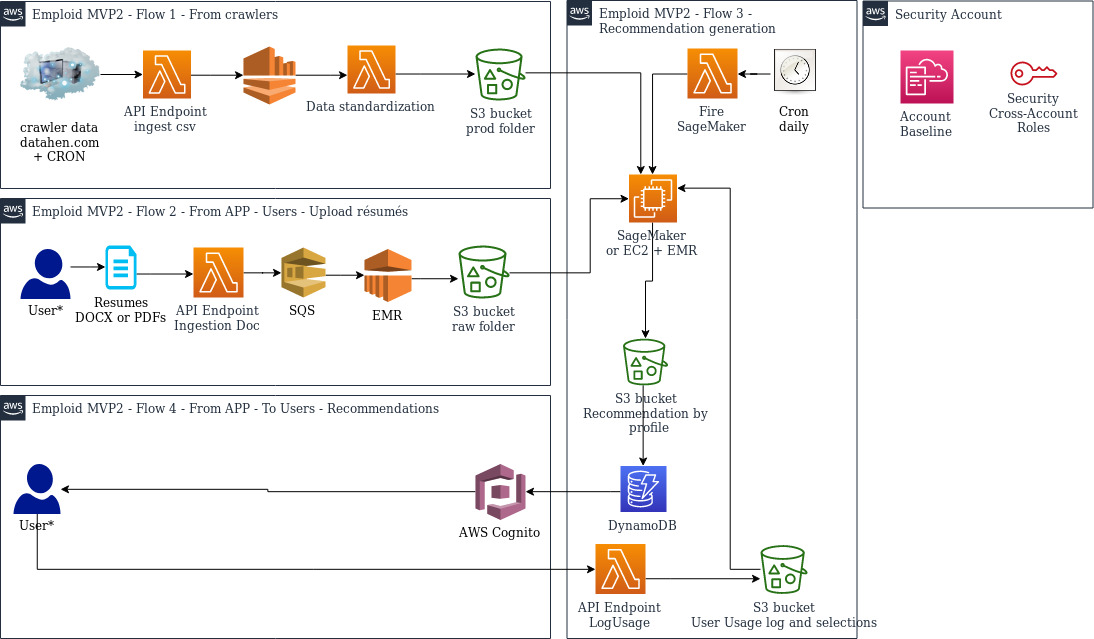 aws
Emploid MVP2 - Flow 1 - From crawlers
crawler data
datahen.com
+ CRON
API Endpoint
ingest csv
Data standardization
S3 bucket
prod folder
aws
Emploid MVP2 - Flow 2 - From APP - Users - Upload résumés
User*
Resumes
DOCX or PDFs
API Endpoint
Ingestion Doc
SQS
EMR
S3 bucket
raw folder
aws
Emploid MVP2 - Flow 3 -
Recommendation generation
Fire
SageMaker
Cron
daily
SageMaker
or EC2 + EMR
S3 bucket
Recommendation by
profile
DynamoDB
API Endpoint
LogUsage
S3 bucket
User Usage log and selections
aws
Emploid MVP2 - Flow 4 - From APP - To Users - Recommendations
User*
AWS Cognito
aws
Security Account
Account
Baseline
Security
Cross-Account
Roles